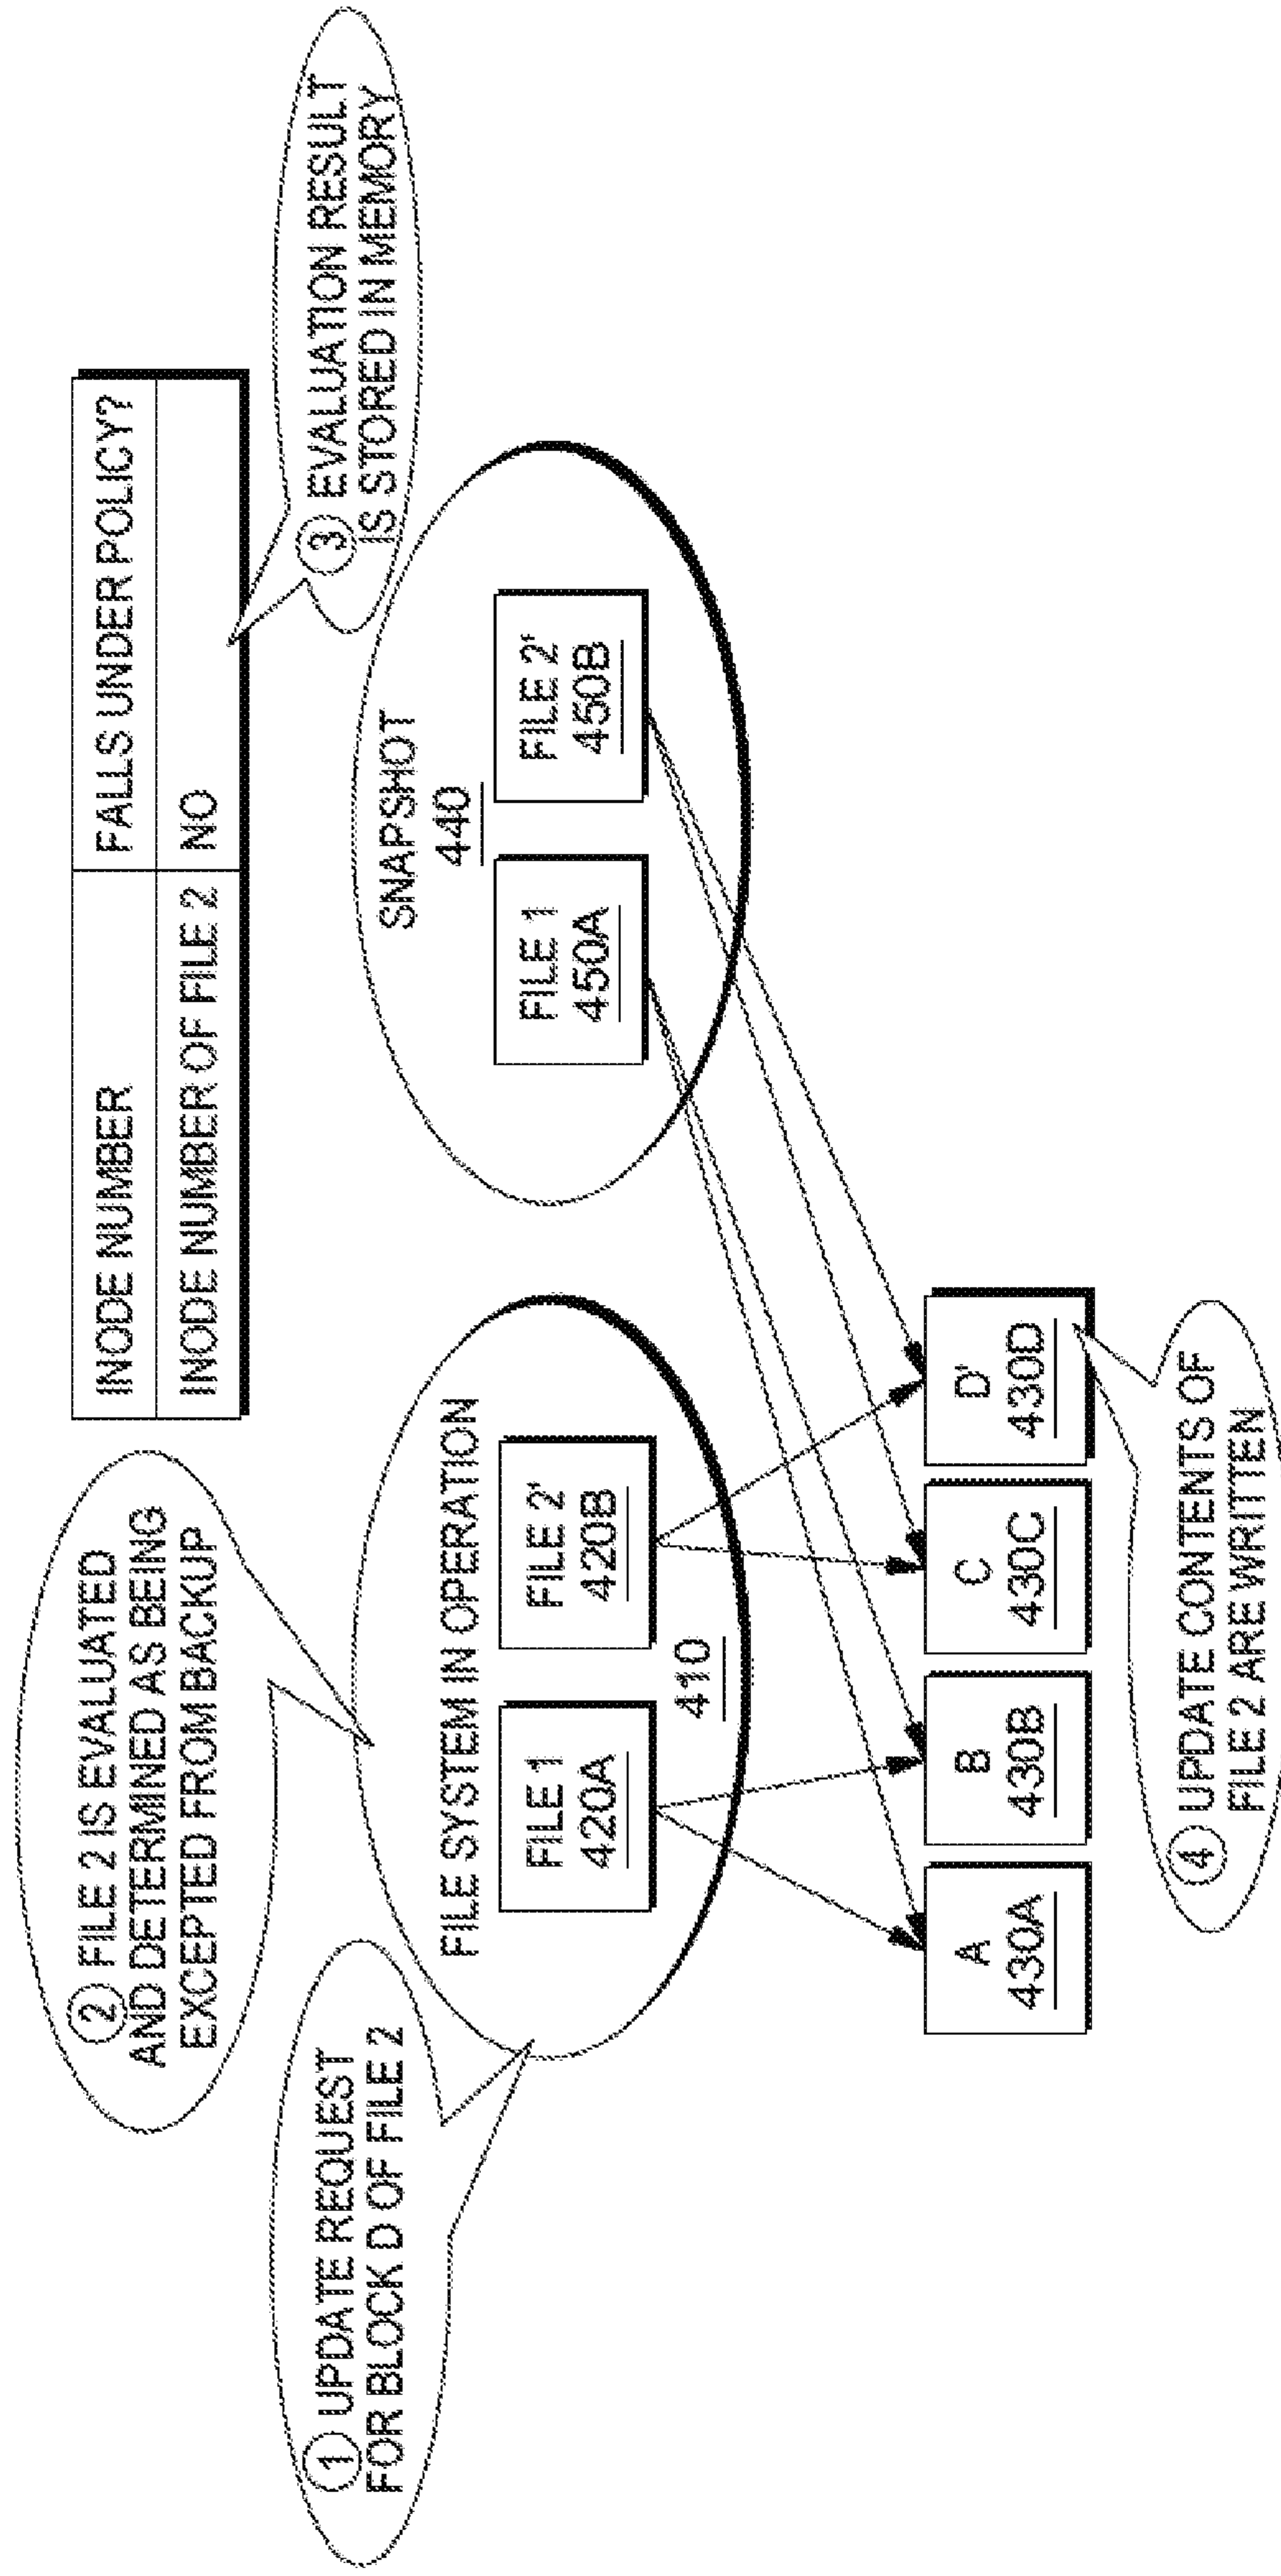 ② FILE 2 IS EVALUATED
AND DETERMINED AS BEING
EXCEPTED FROM BACKUP
INODE NUMBER
FALLS UNDER POLICY?
INODE NUMBER OF FILE 2
NO
① UPDATE REQUEST
FOR BLOCK D OF FILE 2
③ EVALUATION RESULT
IS STORED IN MEMORY
FILE SYSTEM IN OPERATION
FILE 1
420A
FILE 2'
420B
410
SNAPSHOT
440
FILE 1
450A
FILE 2'
450B
A
430A
B
430B
C
430C
D'
430D
④ UPDATE CONTENTS OF
FILE 2 ARE WRITTEN